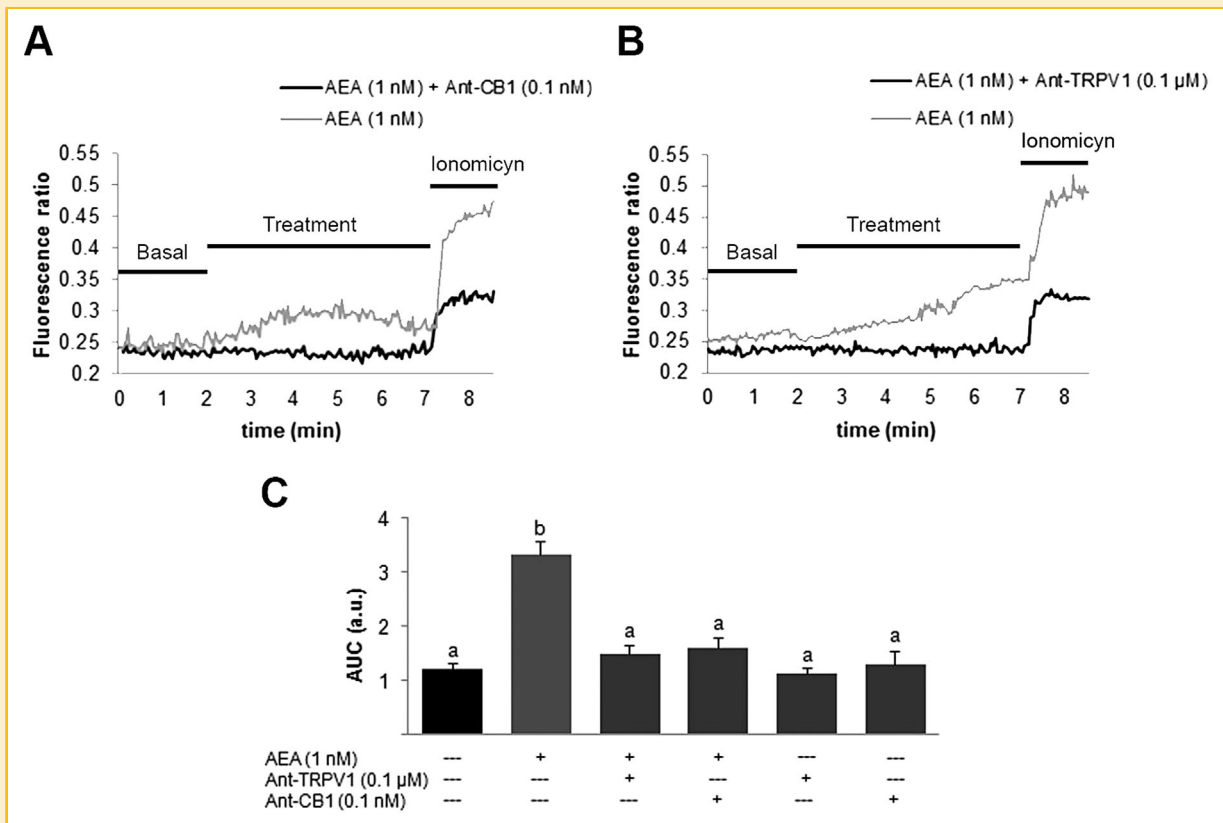 A
AEA (1 nM) + Ant-CB1 (0.1 nM)
AEA (1 nM)
Ionomicyn
Treatment
Basal
Fluorescence ratio
0.55
0.5
0.45
0.4
0.35
0.3
0.25
0.2
0 1 2 3 4 5 6 7 8
time (min)
B
AEA (1 nM) + Ant-TRPV1 (0.1 µM)
AEA (1 nM)
Ionomicyn
Treatment
Basal
Fluorescence ratio
0.55
0.5
0.45
0.4
0.35
0.3
0.25
0.2
0 1 2 3 4 5 6 7 8
time (min)
C
AUC (a.u.)
4
3
2
1
a b a a a a
AEA (1 nM) --- + + + --- ---
Ant-TRPV1 (0.1 µM) --- --- + --- + ---
Ant-CB1 (0.1 nM) --- --- --- + --- +